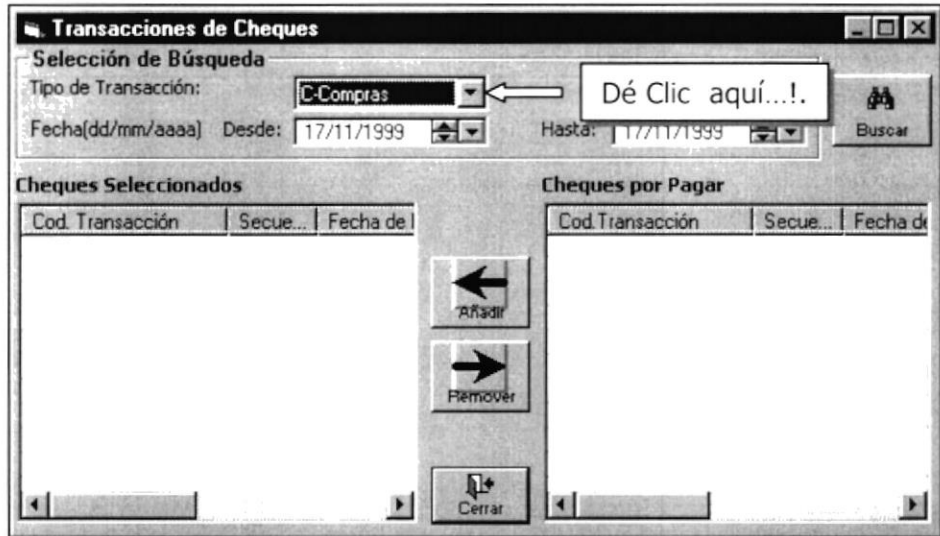 Transacciones de Cheques
Selección de Búsqueda
Tipo de Transacción: C-Compras
Dé Clic aquí...!.
Buscar
Fecha(dd/mm/aaaa) Desde: 17/11/1999 Hasta: 17/11/1999
Cheques Seleccionados
Cod. Transacción Secue... Fecha de
Añadir
Remover
Cerrar
Cheques por Pagar
Cod.Transacción Secue... Fecha de